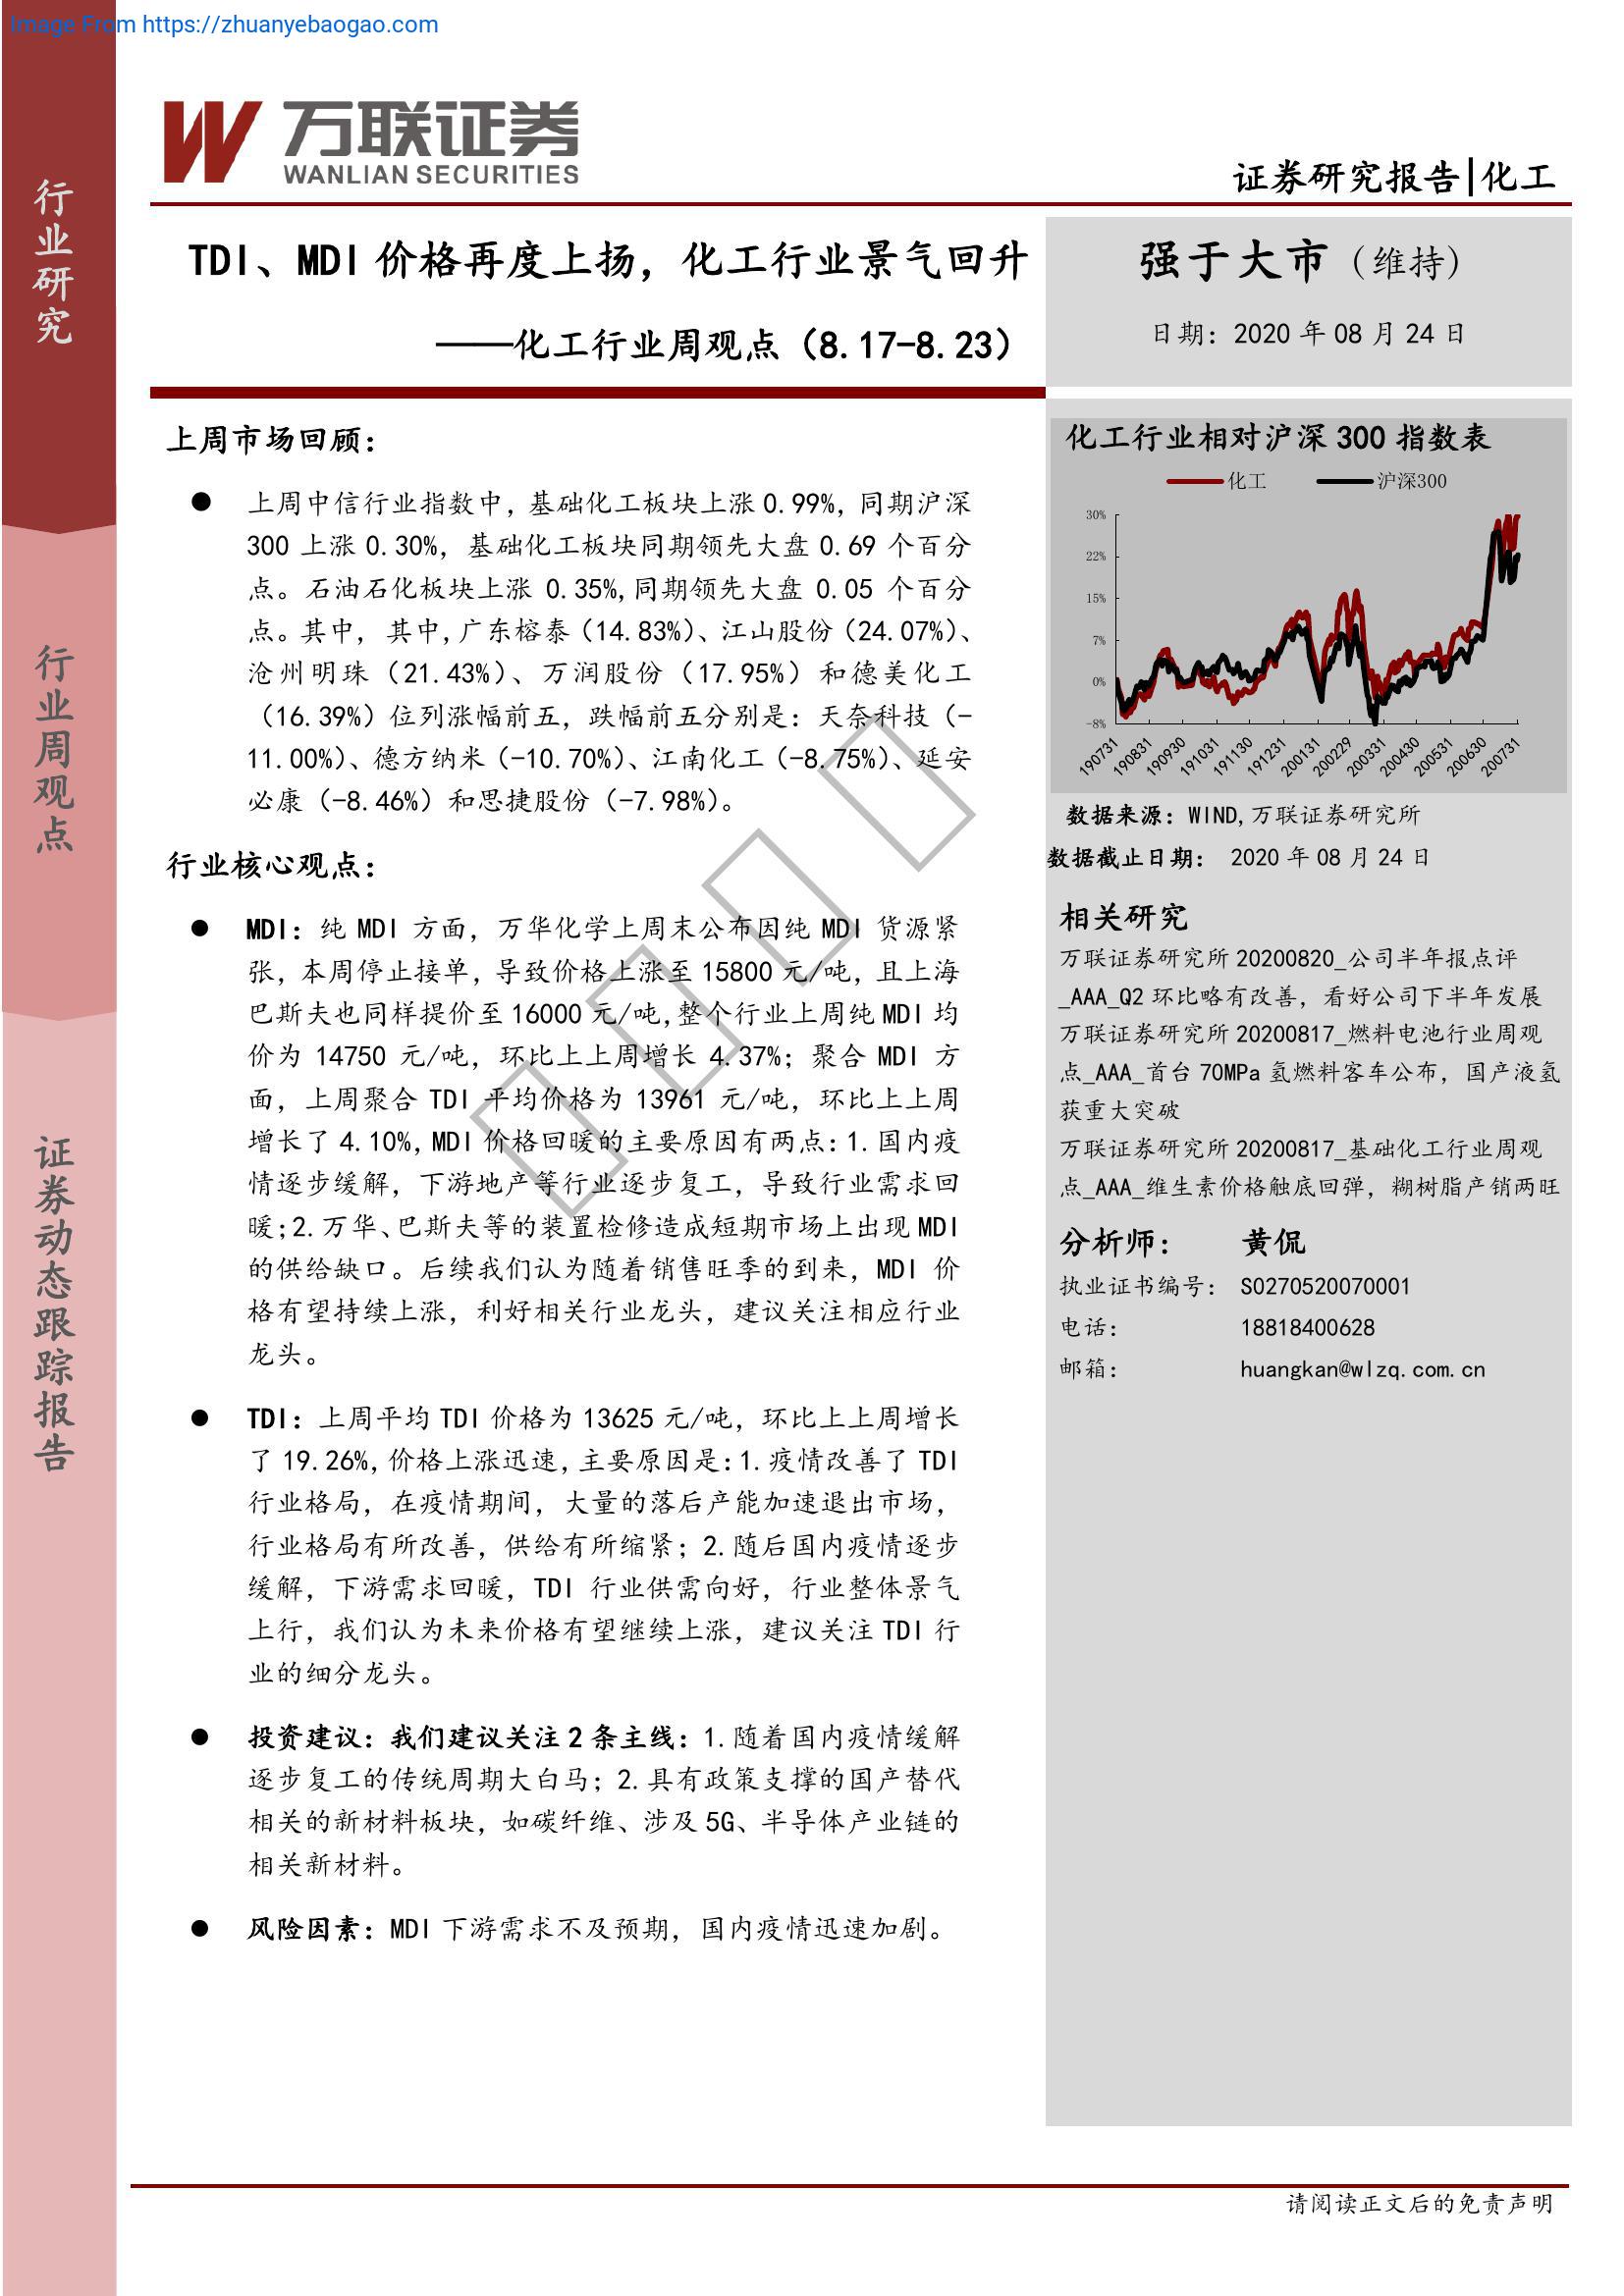 Image From https://zhuanyebaogao.com
行业研究
行业周观点
证券动态跟踪报告
万联证券
WANLIAN SECURITIES
证券研究报告|化工
TDI、MDI 价格再度上扬，化工行业景气回升
——化工行业周观点（8.17-8.23）
强于大市（维持）
日期：2020 年 08 月 24 日
上周市场回顾：
● 上周中信行业指数中，基础化工板块上涨 0.99%，同期沪深
300 上涨 0.30%，基础化工板块同期领先大盘 0.69 个百分
点。石油石化板块上涨 0.35%,同期领先大盘 0.05 个百分
点。其中， 其中,广东榕泰（14.83%）、江山股份（24.07%）、
沧州明珠（21.43%）、万润股份（17.95%）和德美化工
（16.39%）位列涨幅前五，跌幅前五分别是：天奈科技（-
11.00%）、德方纳米（-10.70%）、江南化工（-8.75%）、延安
必康（-8.46%）和思捷股份（-7.98%）。
行业核心观点：
● MDI：纯 MDI 方面，万华化学上周末公布因纯 MDI 货源紧
张，本周停止接单，导致价格上涨至 15800 元/吨，且上海
巴斯夫也同样提价至 16000 元/吨,整个行业上周纯 MDI 均
价为 14750 元/吨，环比上上周增长 4.37%；聚合 MDI 方
面，上周聚合 TDI 平均价格为 13961 元/吨，环比上上周
增长了 4.10%,MDI 价格回暖的主要原因有两点:1.国内疫
情逐步缓解，下游地产等行业逐步复工，导致行业需求回
暖;2.万华、巴斯夫等的装置检修造成短期市场上出现 MDI
的供给缺口。后续我们认为随着销售旺季的到来，MDI 价
格有望持续上涨，利好相关行业龙头，建议关注相应行业
龙头。
● TDI：上周平均 TDI 价格为 13625 元/吨，环比上上周增长
了 19.26%,价格上涨迅速,主要原因是:1.疫情改善了 TDI
行业格局，在疫情期间，大量的落后产能加速退出市场，
行业格局有所改善，供给有所缩紧；2.随后国内疫情逐步
缓解，下游需求回暖，TDI 行业供需向好，行业整体景气
上行，我们认为未来价格有望继续上涨，建议关注 TDI 行
业的细分龙头。
● 投资建议：我们建议关注 2 条主线：1.随着国内疫情缓解
逐步复工的传统周期大白马；2.具有政策支撑的国产替代
相关的新材料板块，如碳纤维、涉及 5G、半导体产业链的
相关新材料。
● 风险因素：MDI 下游需求不及预期，国内疫情迅速加剧。
化工行业相对沪深 300 指数表
化工 沪深300
30%
22%
15%
7%
0%
-8%
190731 190831 190930 191031 191130 191231 200131 200229 200331 200430 200531 200630 200731
数据来源：WIND,万联证券研究所
数据截止日期： 2020 年 08 月 24 日
相关研究
万联证券研究所 20200820_公司半年报点评
_AAA_Q2 环比略有改善，看好公司下半年发展
万联证券研究所 20200817_燃料电池行业周观
点_AAA_首台 70MPa 氢燃料客车公布，国产液氢
获重大突破
万联证券研究所 20200817_基础化工行业周观
点_AAA_维生素价格触底回弹，糊树脂产销两旺
分析师： 黄侃
执业证书编号： S0270520070001
电话： 18818400628
邮箱： huangkan@wlzq.com.cn
请阅读正文后的免责声明